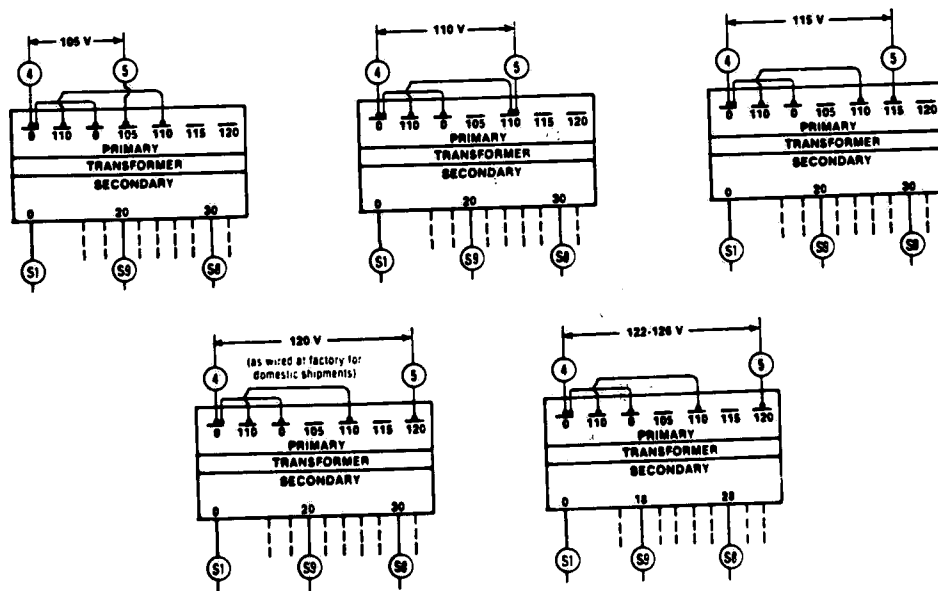 105 V
4 5
0 110 0 105 110 115 120
PRIMARY
TRANSFORMER
SECONDARY
0 20 30
S1 S9 S8
110 V
4 5
0 110 0 105 110 115 120
PRIMARY
TRANSFORMER
SECONDARY
0 20 30
S1 S9 S8
115 V
4 5
0 110 0 105 110 115 120
PRIMARY
TRANSFORMER
SECONDARY
0 20 30
S1
120 V
(as wired at factory for
domestic shipments)
4 5
0 110 0 105 110 115 120
PRIMARY
TRANSFORMER
SECONDARY
0 20 30
S1 S9 S8
122-126 V
4 5
0 110 0 105 110 115 120
PRIMARY
TRANSFORMER
SECONDARY
0 18 28
S1 S9 S8